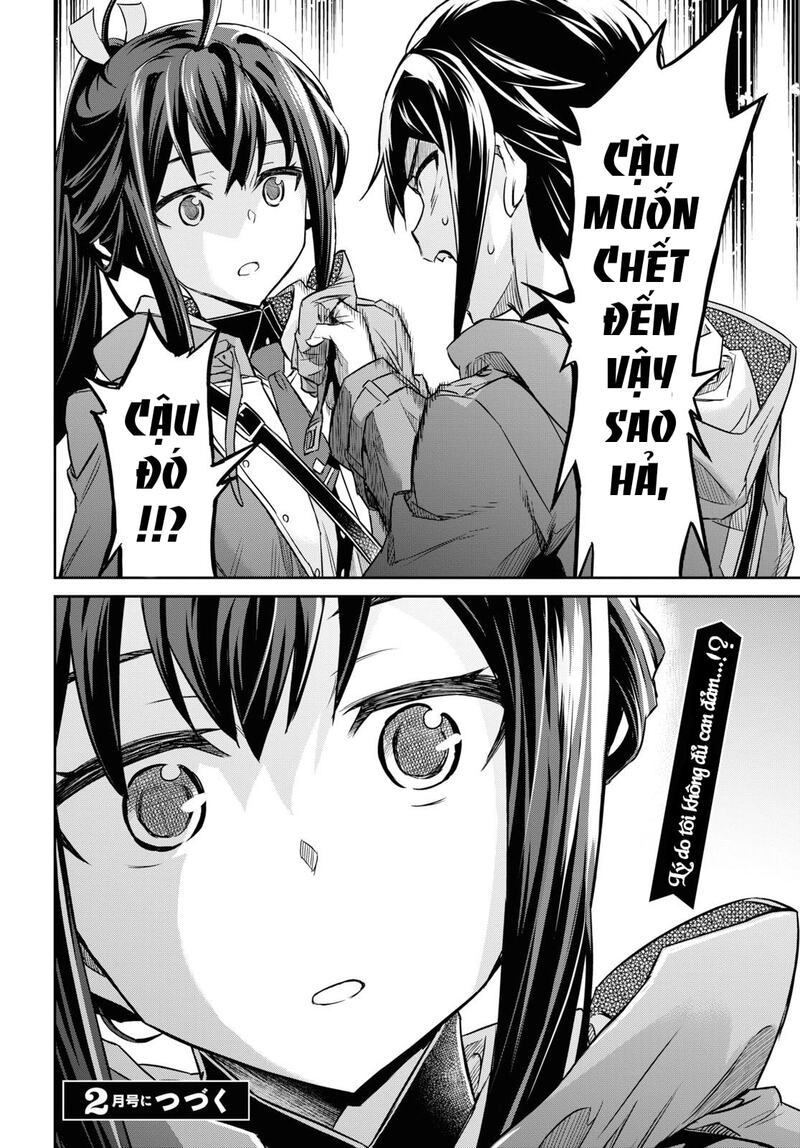 CẬU
MUỐN
CHẾT
ĐẾN
VẬY
SAO
HẢ,
CẬU
ĐÓ
!!!?
Lý do tôi không đủ can đảm...!?
2月号につづく